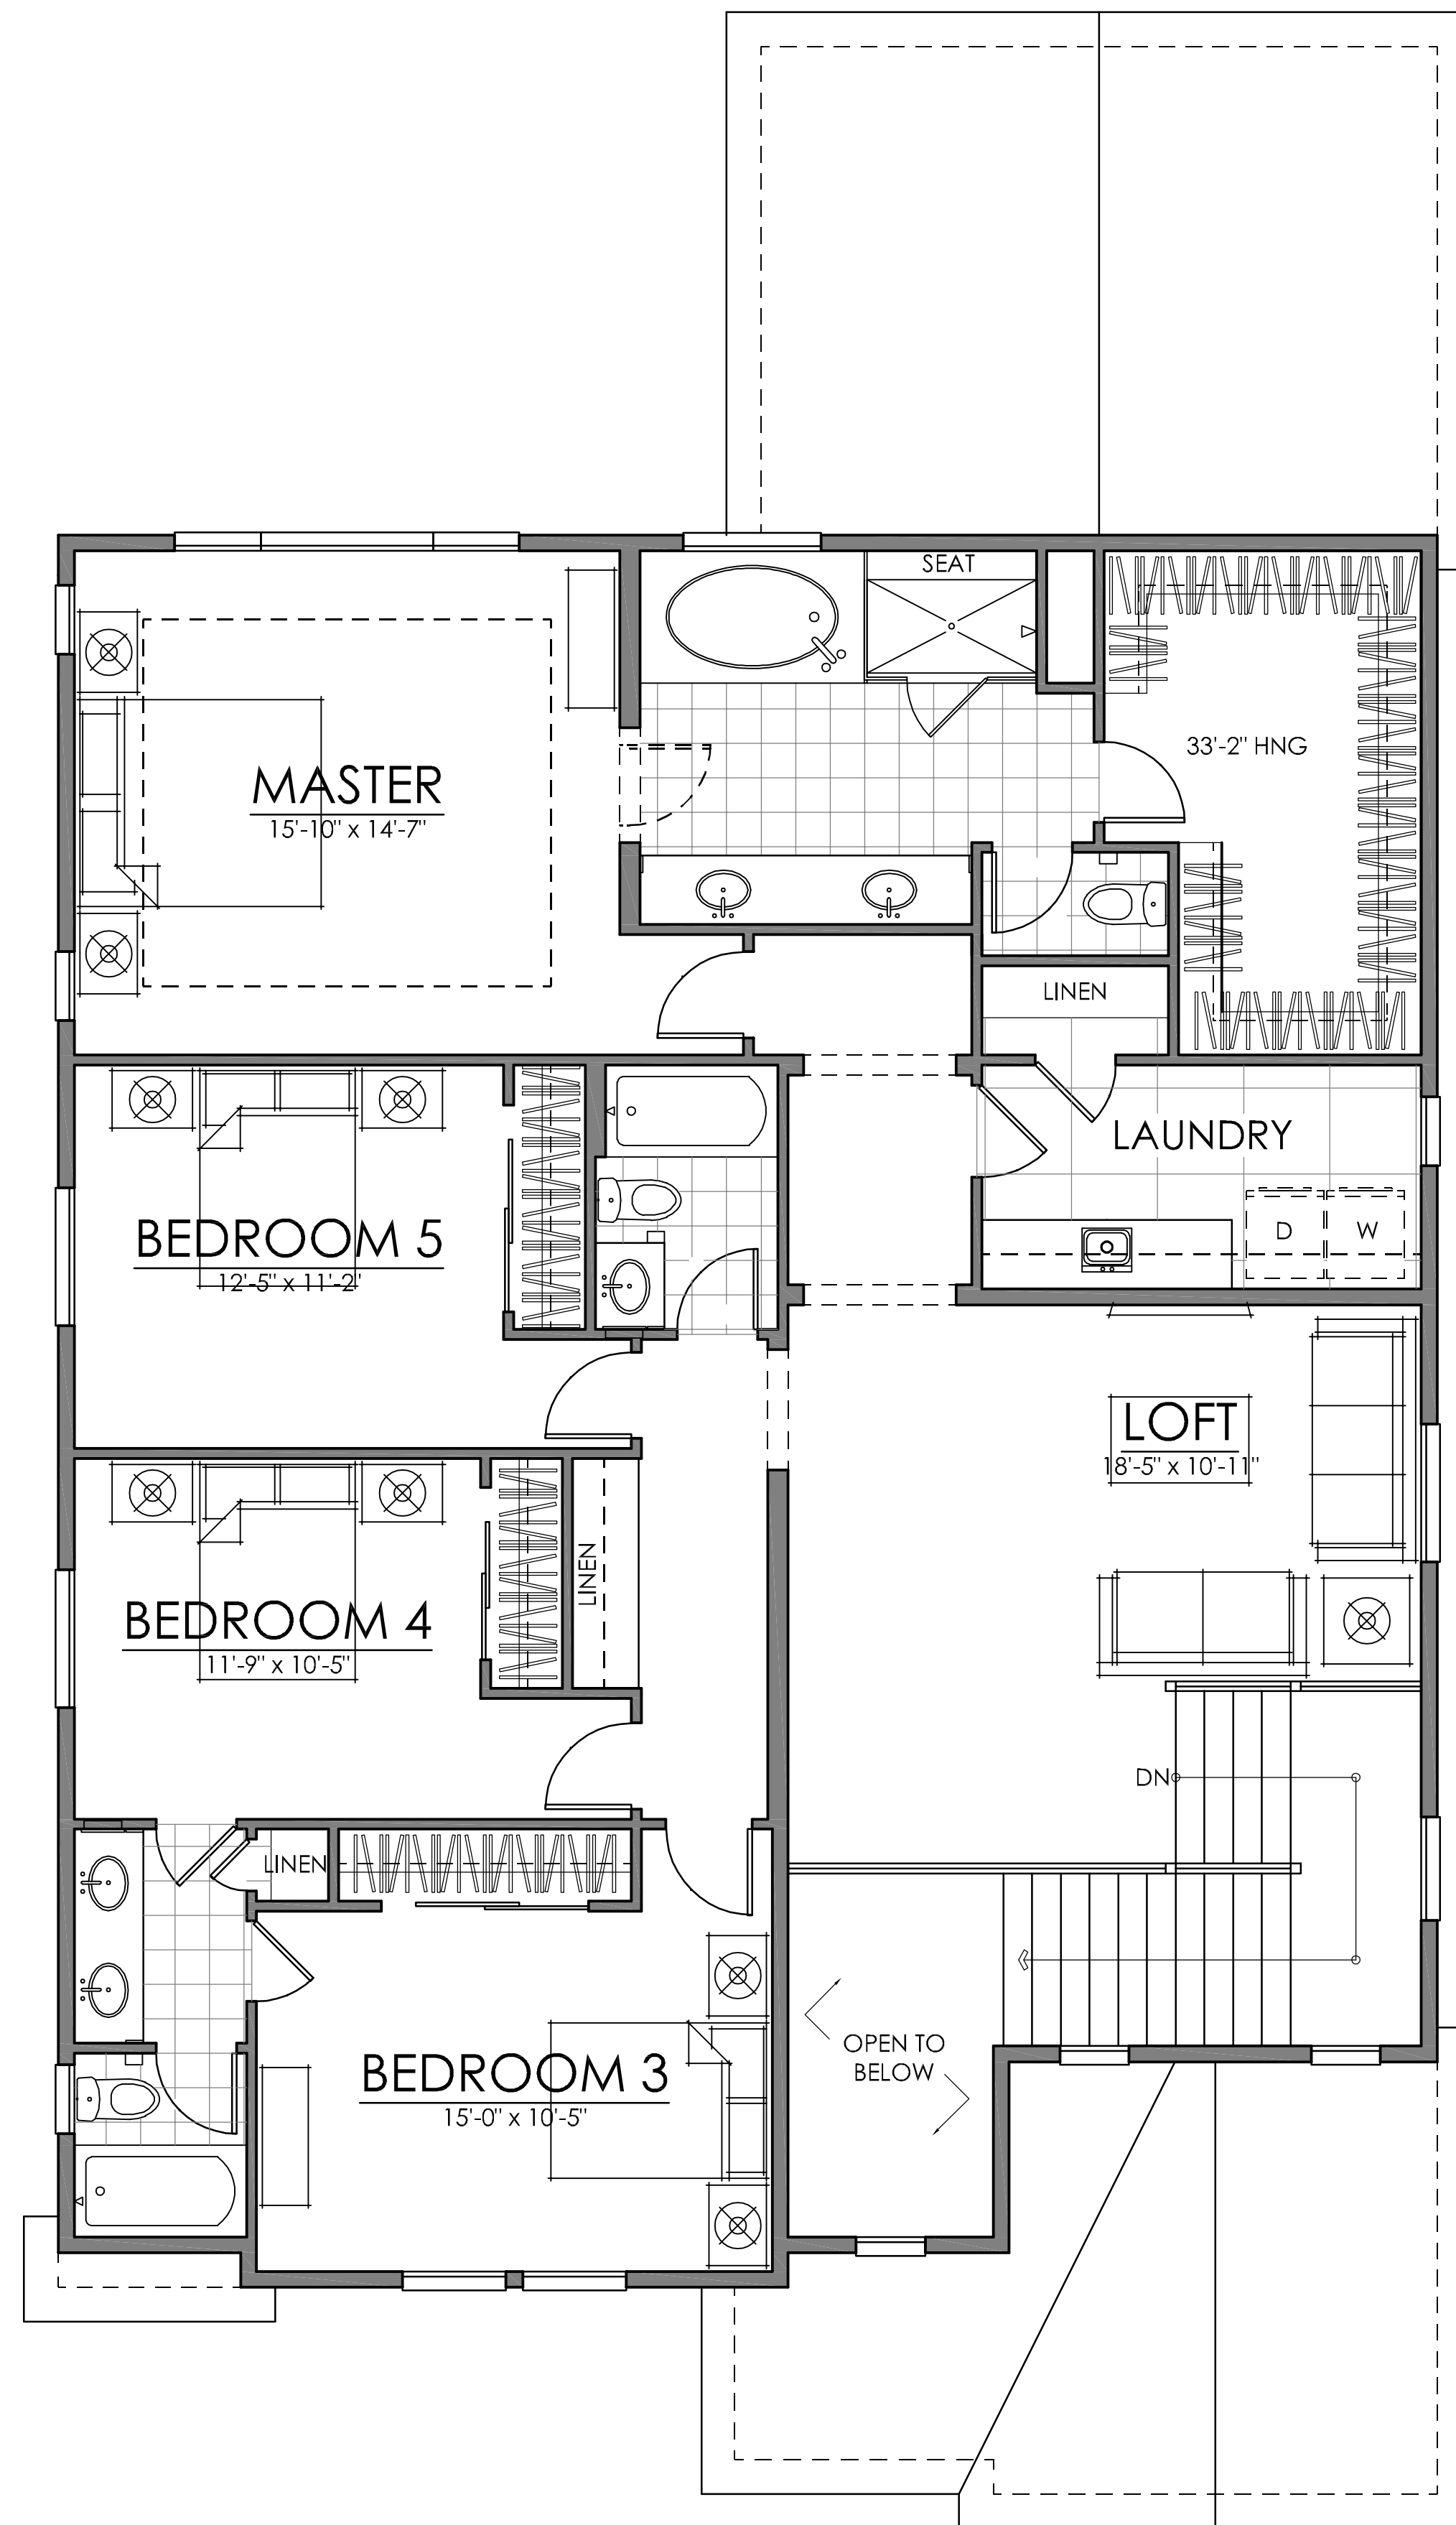 SEAT
33'-2" HNG
MASTER
15'-10" x 14'-7"
LINEN
LAUNDRY
D
W
BEDROOM 5
12'-5" x 11'-2"
LOFT
18'-5" x 10'-11"
LINEN
BEDROOM 4
11'-9" x 10'-5"
DN
LINEN
OPEN TO
BELOW
BEDROOM 3
15'-0" x 10'-5"